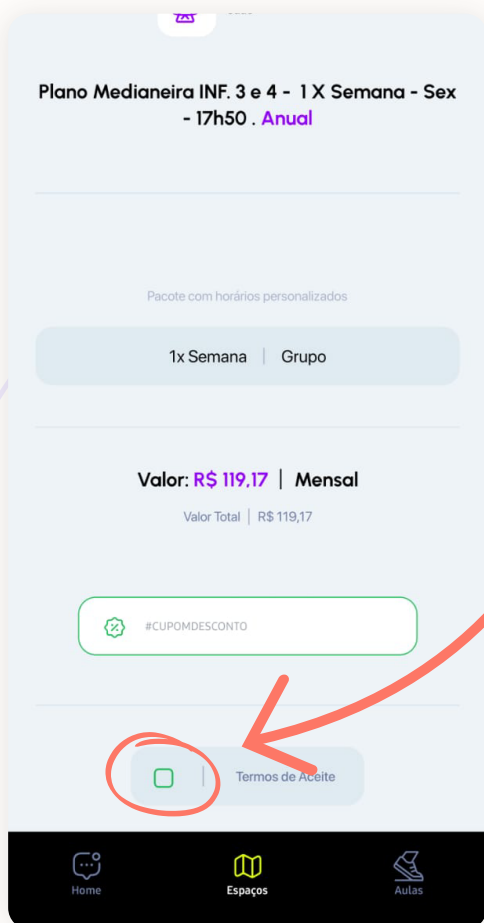 Plano Medianeira INF. 3 e 4 - 1 X Semana - Sex
- 17h50 . Anual
Pacote com horários personalizados
1x Semana | Grupo
Valor: R$ 119,17 | Mensal
Valor Total | R$ 119,17
#CUPOMDESCONTO
Termos de Aceite
Home
Espaços
Aulas